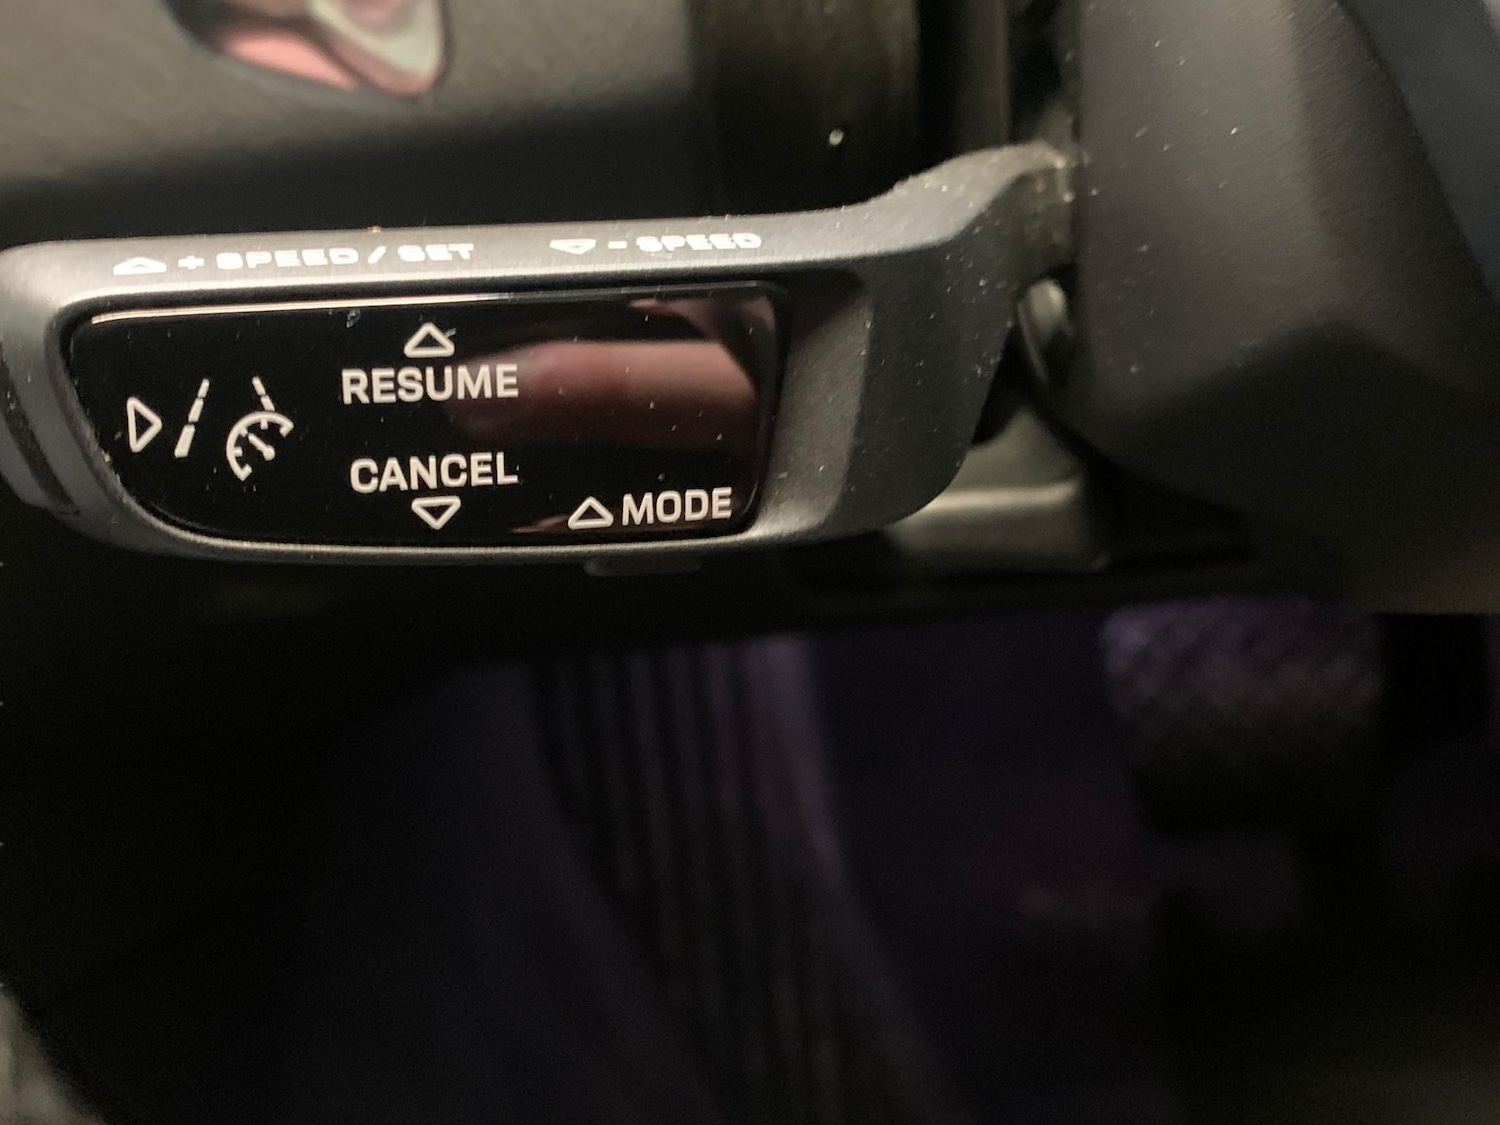 + SPEED / SET - SPEED
RESUME
CANCEL
MODE